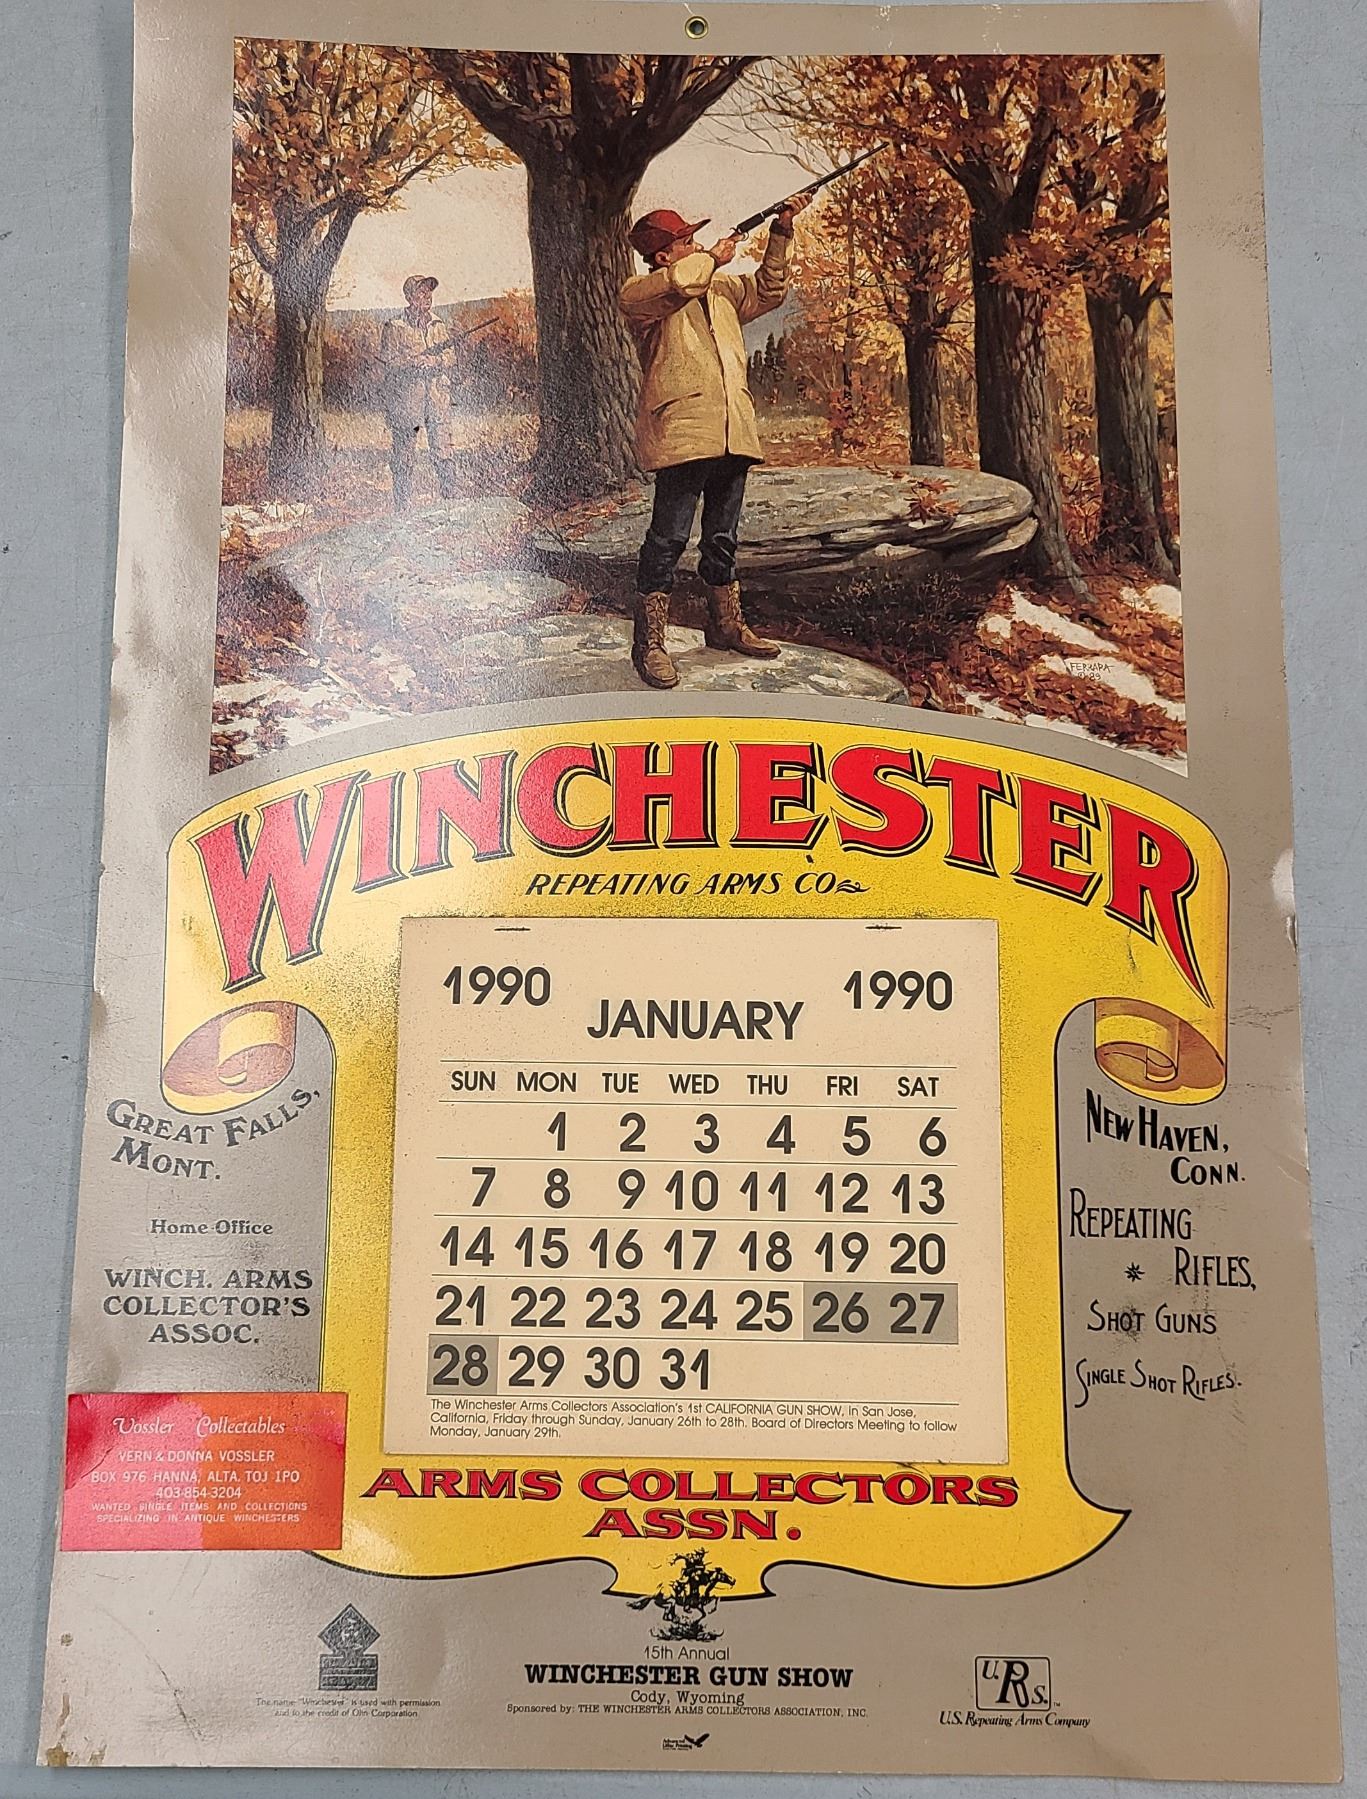 FERRARA
WINCHESTER
REPEATING ARMS CO
1990
1990
JANUARY
SUN MON TUE WED THU FRI SAT
1 2 3 4 5 6
7 8 9 10 11 12 13
14 15 16 17 18 19 20
21 22 23 24 25 26 27
28 29 30 31
The Winchester Arms Collectors Association's 1st CALIFORNIA GUN SHOW, in San Jose,
California, Friday through Sunday, January 26th to 28th. Board of Directors Meeting to follow
Monday, January 29th.
GREAT FALLS,
MONT.
Home Office
WINCH. ARMS
COLLECTOR'S
ASSOC.
NEW HAVEN,
CONN.
REPEATING
RIFLES,
SHOT GUNS
SINGLE SHOT RIFLES.
Vossler Collectables
VERN & DONNA VOSSLER
BOX 976 HANNA, ALTA. TOJ 1PO
403-854-3204
WANTED SINGLE ITEMS AND COLLECTIONS
SPECIALIZING IN ANTIQUE WINCHESTERS
ARMS COLLECTORS
ASSN.
The name "Winchester" is used with permission
and to the credit of Olin Corporation.
15th Annual
WINCHESTER GUN SHOW
Cody, Wyoming
Sponsored by: THE WINCHESTER ARMS COLLECTORS ASSOCIATION, INC.
U.R.S.™
U.S. Repeating Arms Company